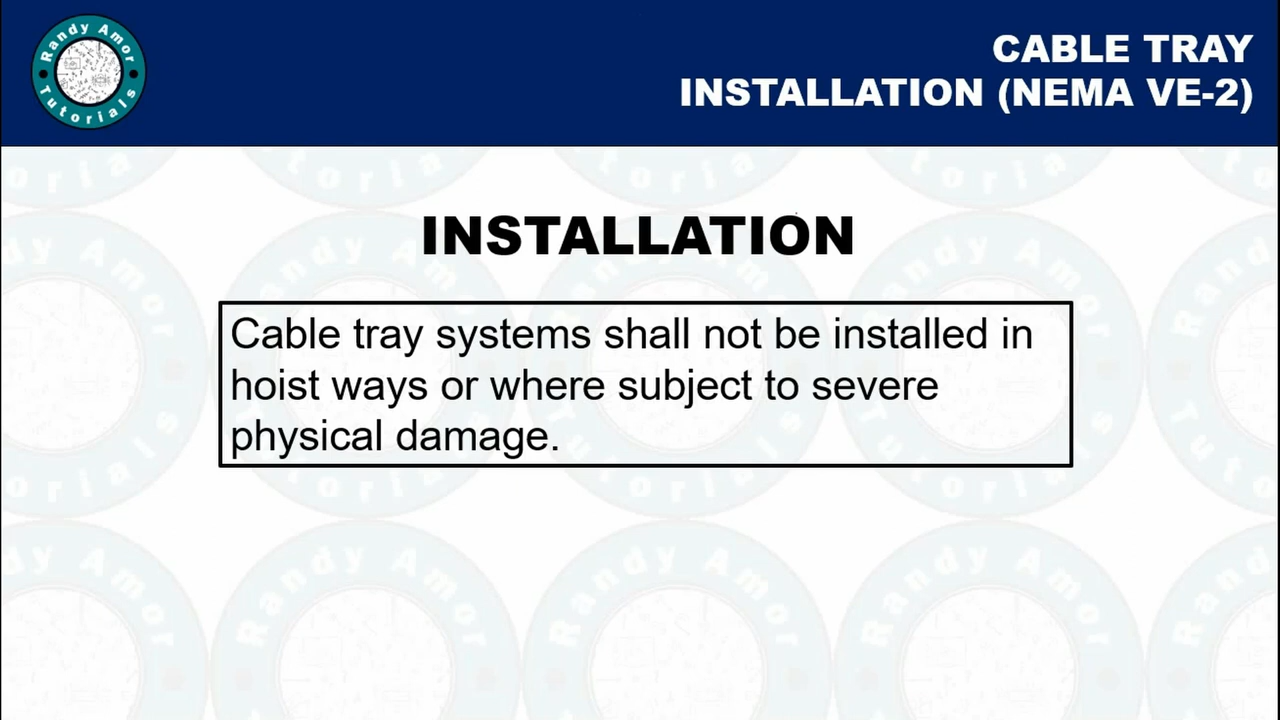 Randy Amor
Tutorials
CABLE TRAY
INSTALLATION (NEMA VE-2)
INSTALLATION
Cable tray systems shall not be installed in
hoist ways or where subject to severe
physical damage.